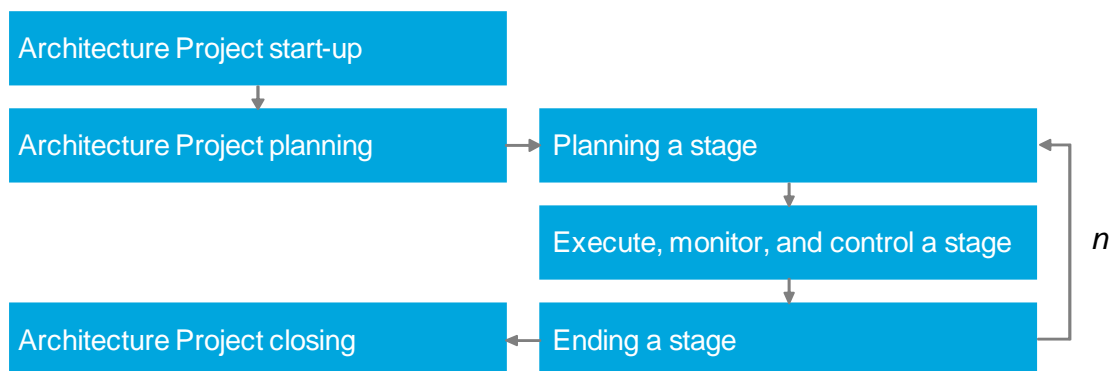 Architecture Project start-up
Architecture Project planning
Planning a stage
Execute, monitor, and control a stage
n
Architecture Project closing
Ending a stage